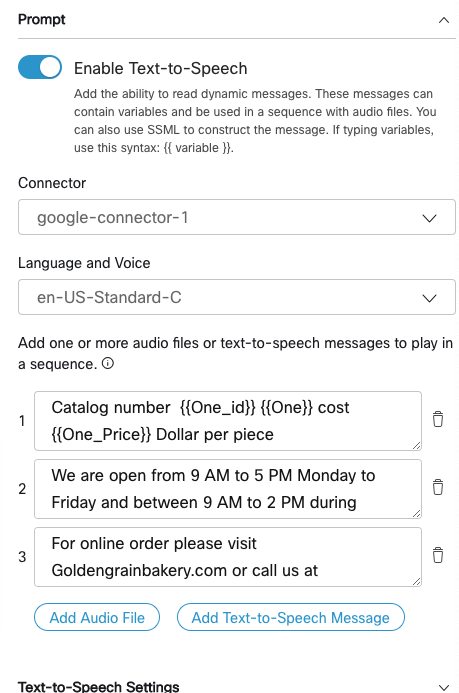 Prompt
Enable Text-to-Speech
Add the ability to read dynamic messages. These messages can
contain variables and be used in a sequence with audio files. You
can also use SSML to construct the message. If typing variables,
use this syntax: {{ variable }}.
Connector
google-connector-1
Language and Voice
en-US-Standard-C
Add one or more audio files or text-to-speech messages to play in
a sequence.
1
Catalog number  {{One_id}} {{One}} cost
{{One_Price}} Dollar per piece
2
We are open from 9 AM to 5 PM Monday to
Friday and between 9 AM to 2 PM during
3
For online order please visit
Goldengrainbakery.com or call us at
Add Audio File
Add Text-to-Speech Message
Text-to-Speech Settings